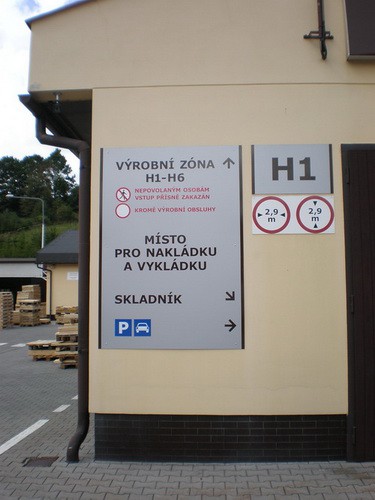 VÝROBNÍ ZÓNA
H1-H6
NEPOVOLANÝM OSOBÁM
VSTUP PŘÍSNĚ ZAKÁZÁN
KROMĚ VÝROBNÍ OBSLUHY
MÍSTO
PRO NAKLÁDKU
A VYKLÁDKU
SKLADNÍK
P
H1
2,9
m
2,9
m